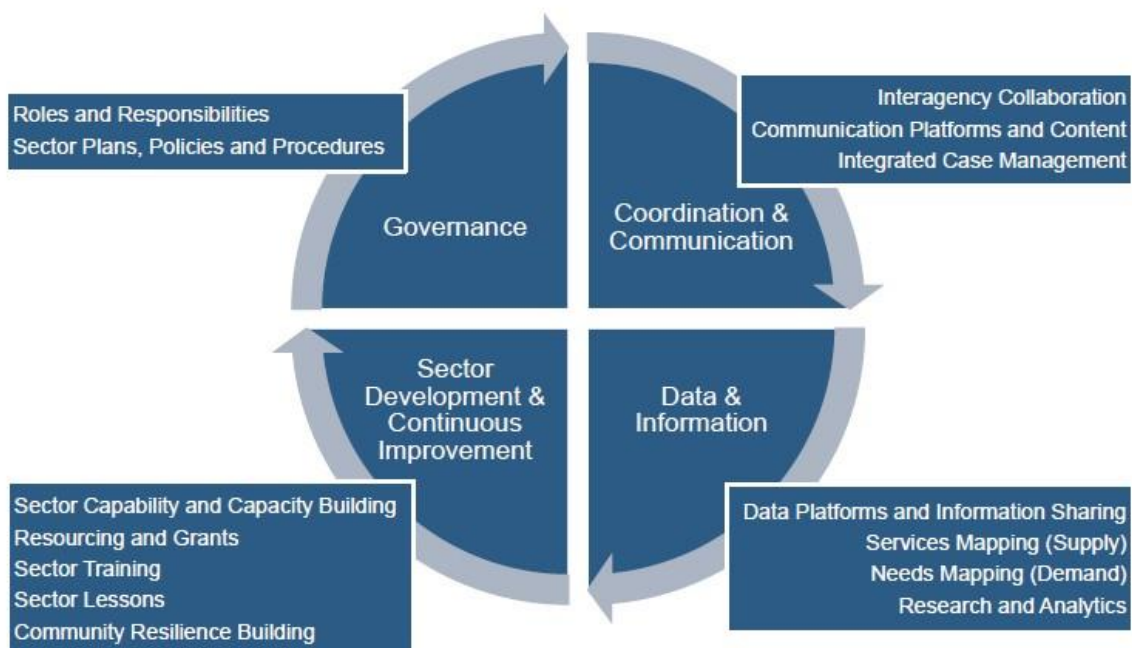 Roles and Responsibilities
Sector Plans, Policies and Procedures
Governance
Interagency Collaboration
Communication Platforms and Content
Integrated Case Management
Coordination &
Communication
Sector
Development &
Continuous
Improvement
Sector Capability and Capacity Building
Resourcing and Grants
Sector Training
Sector Lessons
Community Resilience Building
Data &
Information
Data Platforms and Information Sharing
Services Mapping (Supply)
Needs Mapping (Demand)
Research and Analytics